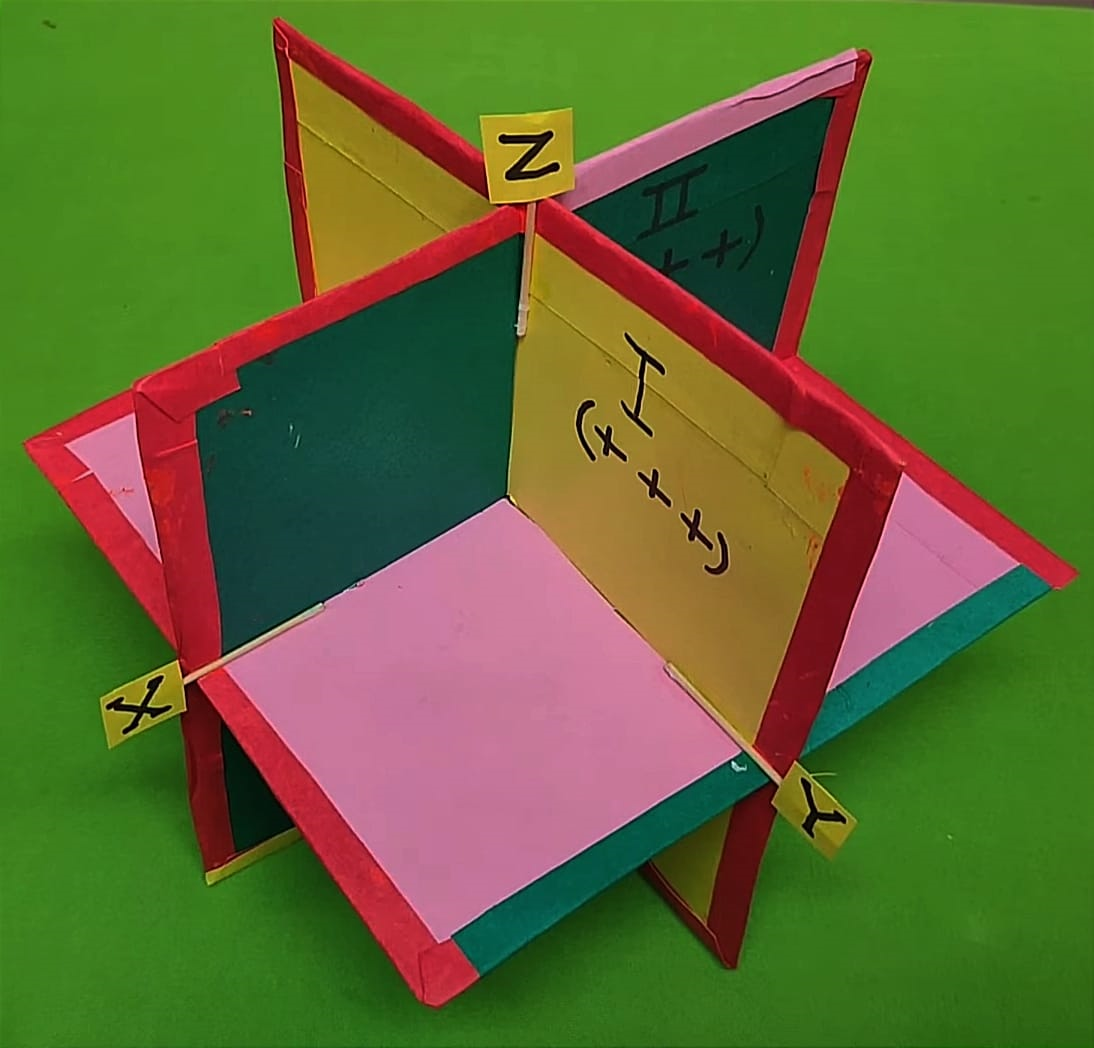 Z
II
+ +)
I
(+ + +)
X
Y